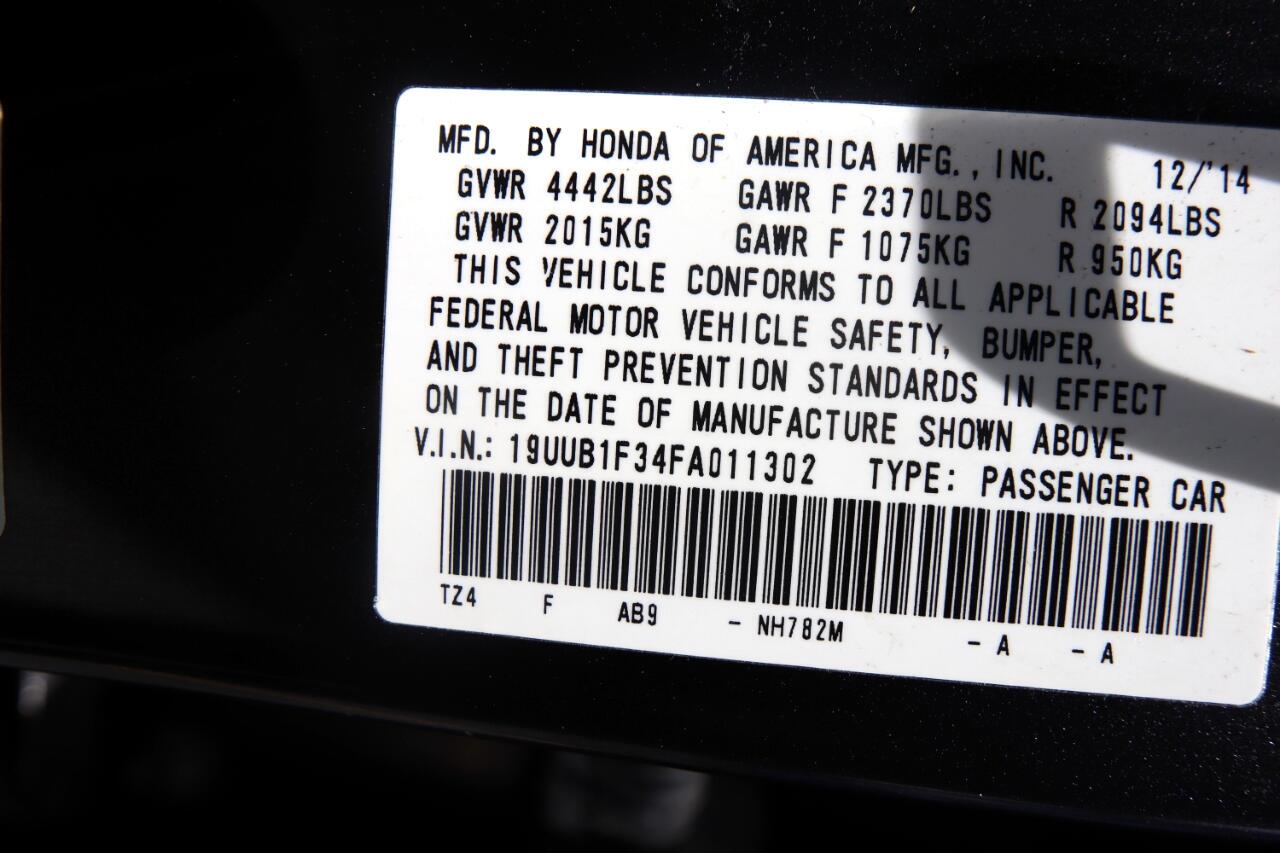 MFD. BY HONDA OF AMERICA MFG., INC. 12/'14
GVWR 4442LBS GAWR F 2370LBS R 2094LBS
GVWR 2015KG GAWR F 1075KG R 950KG
THIS VEHICLE CONFORMS TO ALL APPLICABLE
FEDERAL MOTOR VEHICLE SAFETY, BUMPER,
AND THEFT PREVENTION STANDARDS IN EFFECT
ON THE DATE OF MANUFACTURE SHOWN ABOVE.
V.I.N.: 19UUB1F34FA011302 TYPE: PASSENGER CAR
TZ4 F AB9 - NH782M - A - A